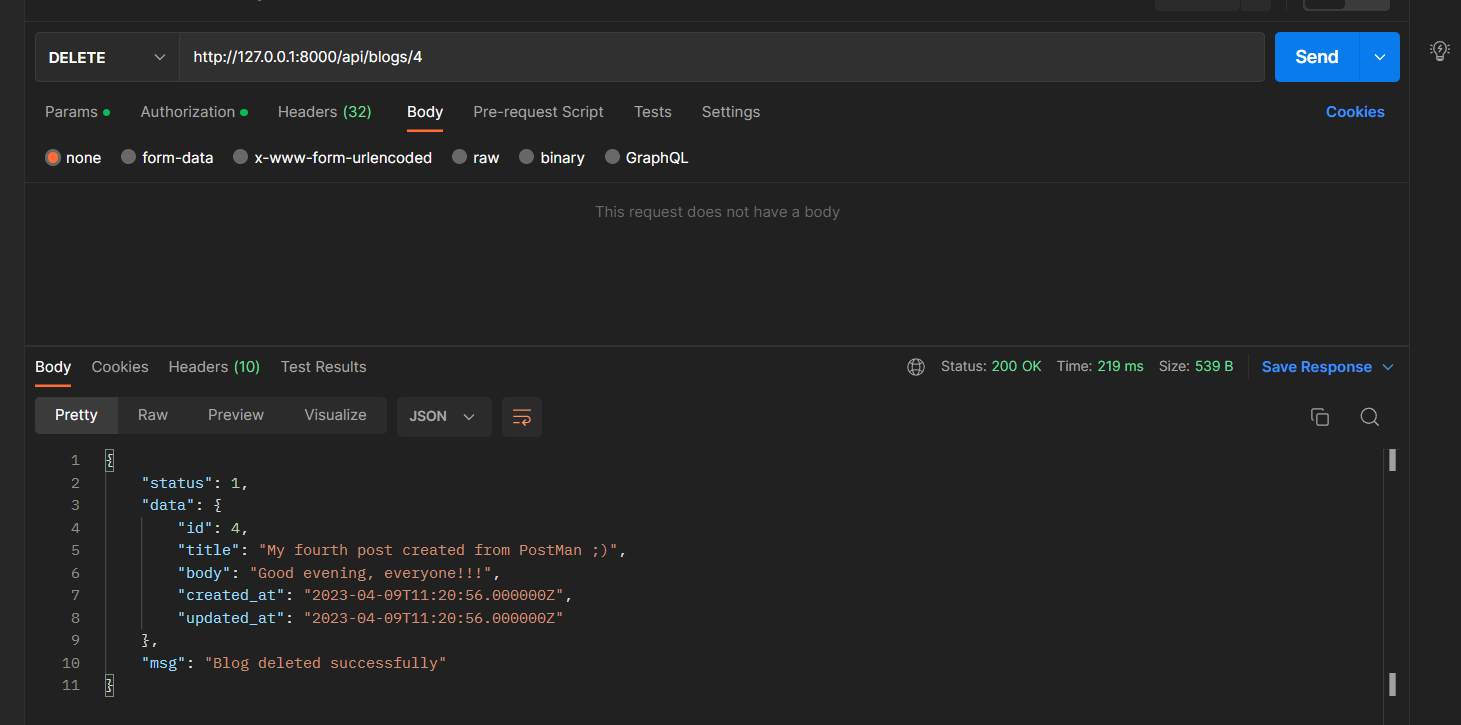 DELETE http://127.0.0.1:8000/api/blogs/4 Send
Params Authorization Headers (32) Body Pre-request Script Tests Settings Cookies
none form-data x-www-form-urlencoded raw binary GraphQL
This request does not have a body
Body Cookies Headers (10) Test Results Status: 200 OK Time: 219 ms Size: 539 B Save Response
Pretty Raw Preview Visualize JSON
1 {
2 "status": 1,
3 "data": {
4 "id": 4,
5 "title": "My fourth post created from PostMan ;)",
6 "body": "Good evening, everyone!!!",
7 "created_at": "2023-04-09T11:20:56.000000Z",
8 "updated_at": "2023-04-09T11:20:56.000000Z"
9 },
10 "msg": "Blog deleted successfully"
11 }